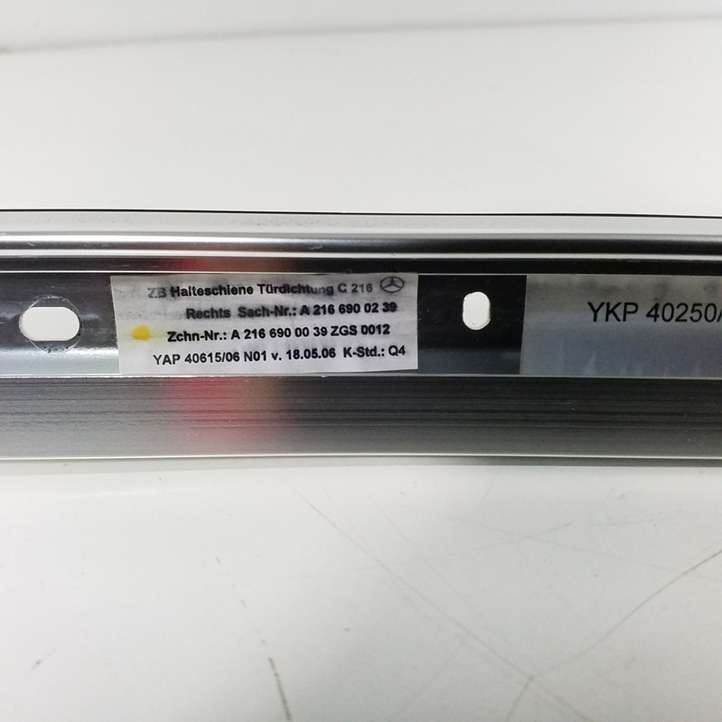 ZB Halteschiene Türdichtung C 216
Rechts Sach-Nr.: A 216 690 02 39
Zchn-Nr.: A 216 690 00 39 ZGS 0012
YAP 40615/06 N01 v. 18.05.06 K-Std.: Q4
YKP 40250/